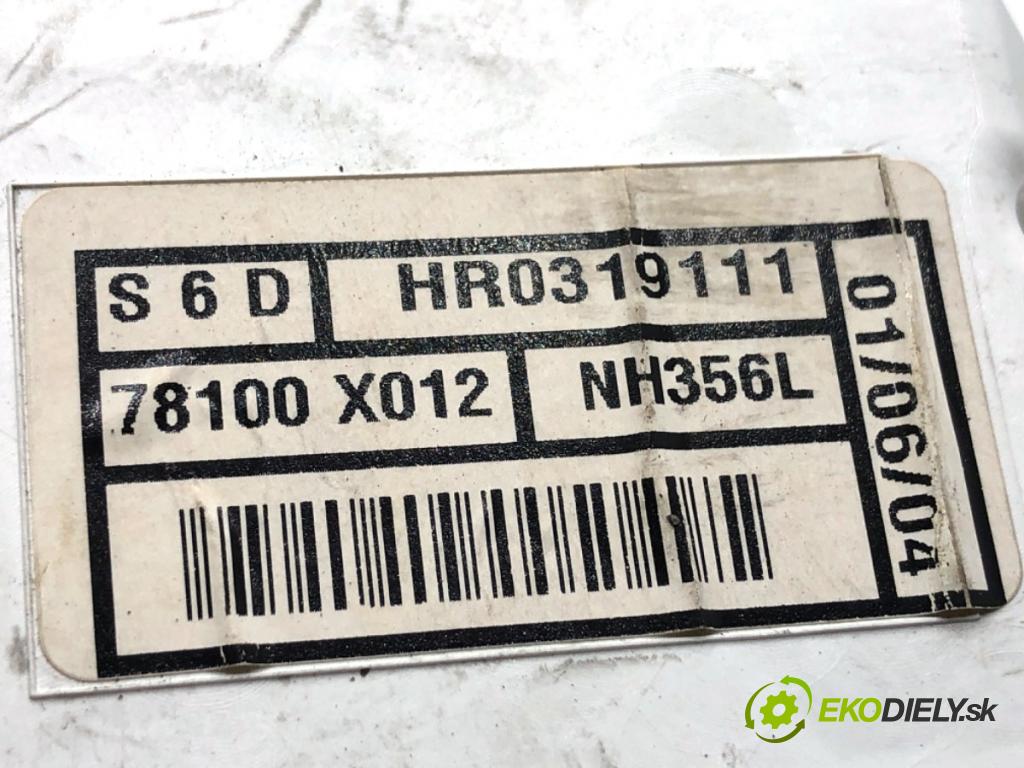 S 6 D
HR0319111
78100 X012
NH356L
01/06/04
EKODIELY.sk